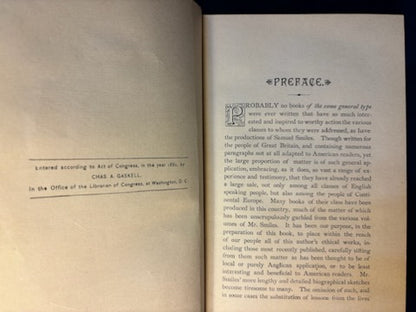 Entered according to Act of Congress, in the year 1881, by
CHAS. A. GASKELL,
In the Office of the Librarian of Congress, at Washington, D. C.
PREFACE.
PROBABLY no books of the same general type
were ever written that have so much inter-
ested and inspired to worthy action the various
classes to whom they were addressed, as have
the productions of Samuel Smiles. Though written for
the people of Great Britain, and containing numerous
paragraphs not at all adapted to American readers, yet
the large proportion of matter is of such general ap-
plication, embracing, as it does, so vast a range of ex-
perience and testimony, that they have already reached
a large sale, not only among all classes of English
speaking people, but also among the people of Conti-
nental Europe. Many books of their class have been
produced in this country, much of the matter of which
has been unscrupulously garbled from the various vol-
umes of Mr. Smiles. It has been our purpose, in the
preparation of this book, to place within the reach
of our people all of this author's ethical works, in-
cluding those most recently published, carefully sifting
from them such matter as has been thought to be of
local or purely Anglican application, or to be least
interesting and beneficial to American readers. Mr.
Smiles' more lengthy and detailed biographical sketches
become tiresome to many. The omission of such, and
in some cases the substitution of lessons from the lives